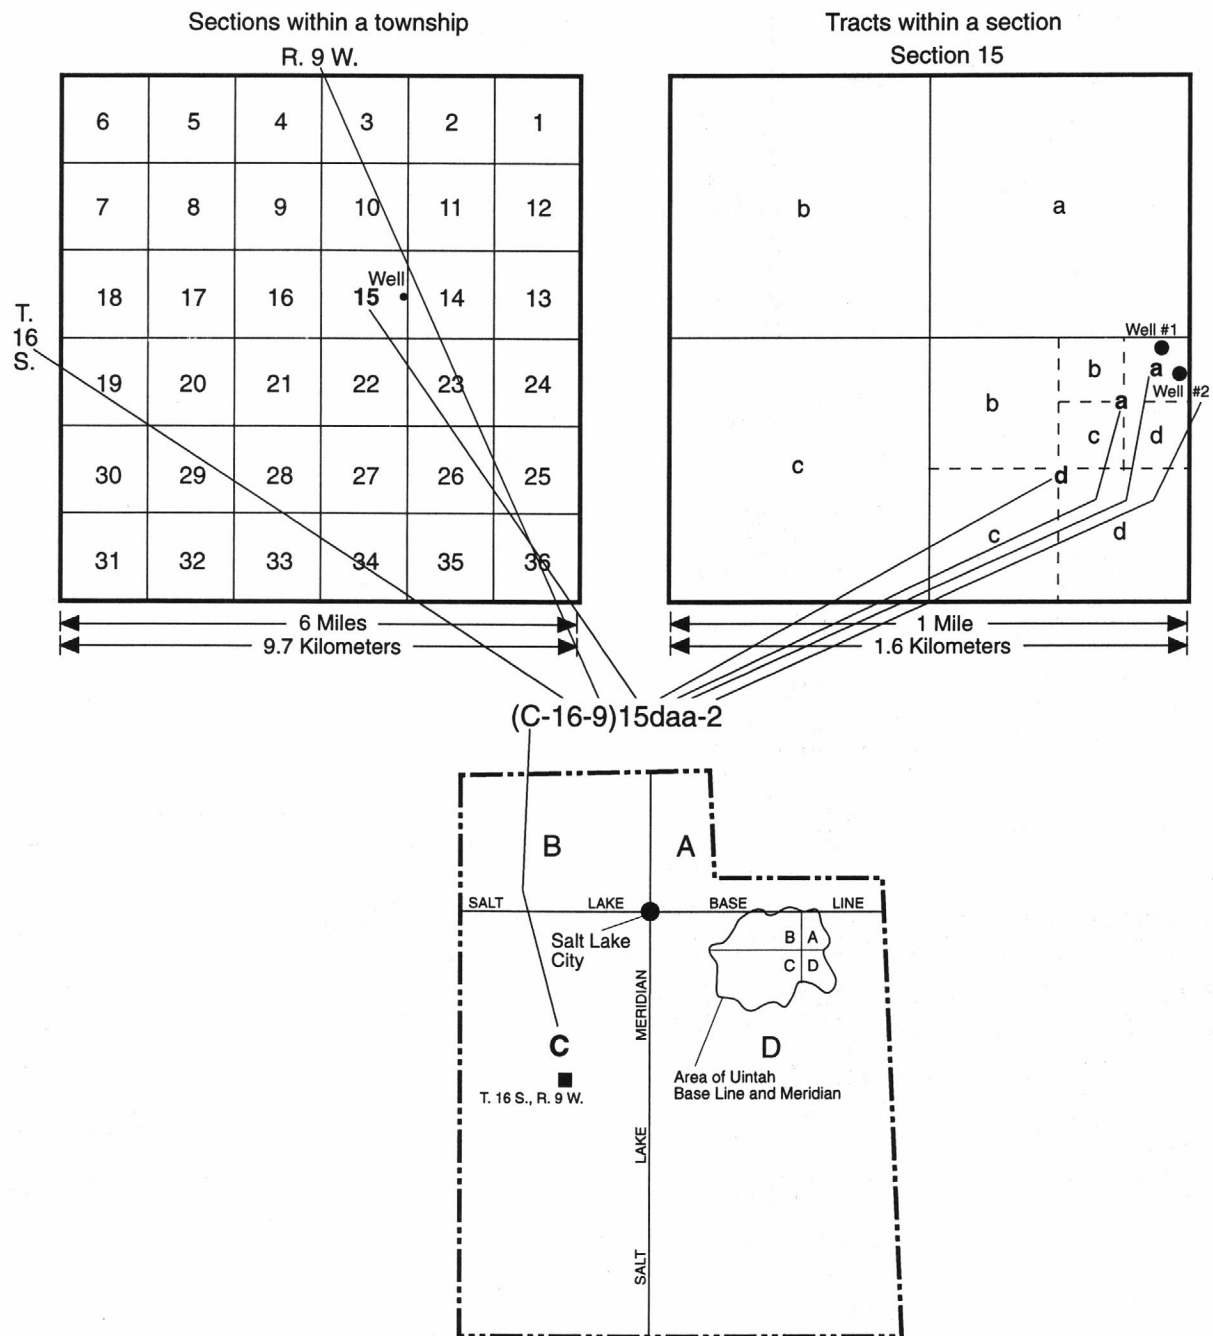 Sections within a township
R. 9 W.
6 5 4 3 2 1
7 8 9 10 11 12
Well
18 17 16 15 14 13
T.
16
S.
19 20 21 22 23 24
30 29 28 27 26 25
31 32 33 34 35 36
6 Miles
9.7 Kilometers
Tracts within a section
Section 15
b a
Well #1
b a
Well #2
b a
c d
c d
c d
1 Mile
1.6 Kilometers
(C-16-9)15daa-2
B A
SALT LAKE BASE LINE
Salt Lake
City
B A
C D
MERIDIAN
C
D
T. 16 S., R. 9 W.
Area of Uintah
Base Line and Meridian
LAKE
SALT